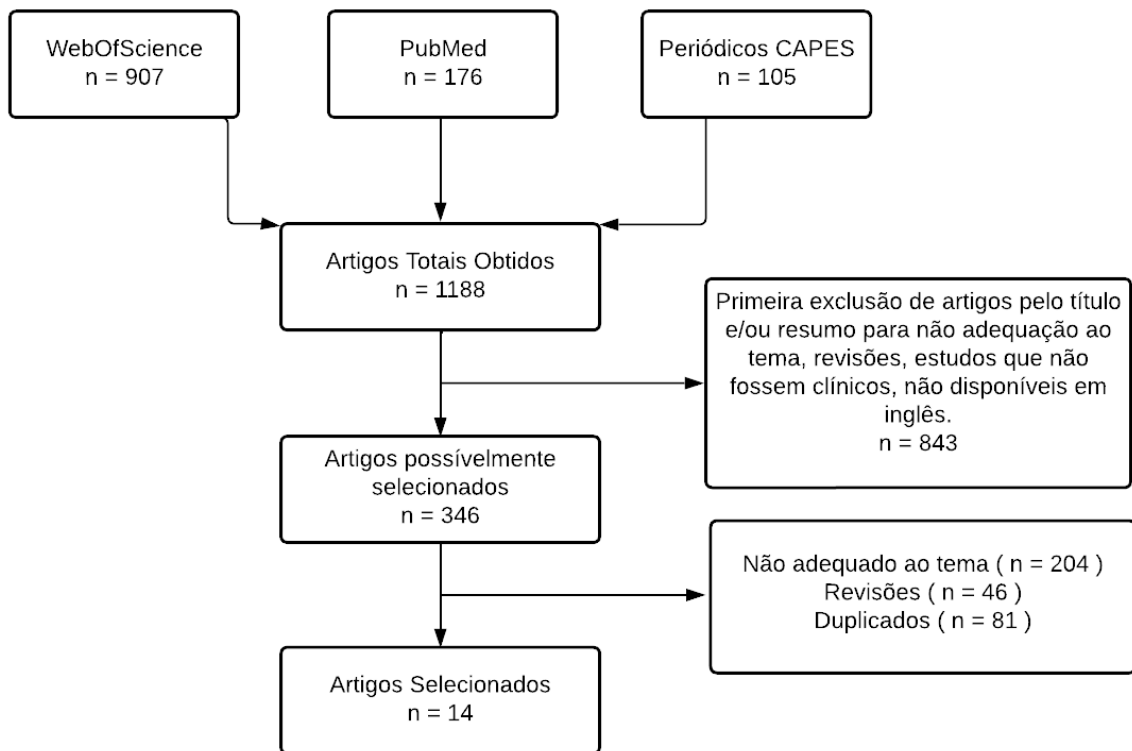 WebOfScience
n = 907
PubMed
n = 176
Periódicos CAPES
n = 105
Artigos Totais Obtidos
n = 1188
Primeira exclusão de artigos pelo título
e/ou resumo para não adequação ao
tema, revisões, estudos que não
fossem clínicos, não disponíveis em
inglês.
n = 843
Artigos possívelmente
selecionados
n = 346
Não adequado ao tema ( n = 204 )
Revisões ( n = 46 )
Duplicados ( n = 81 )
Artigos Selecionados
n = 14